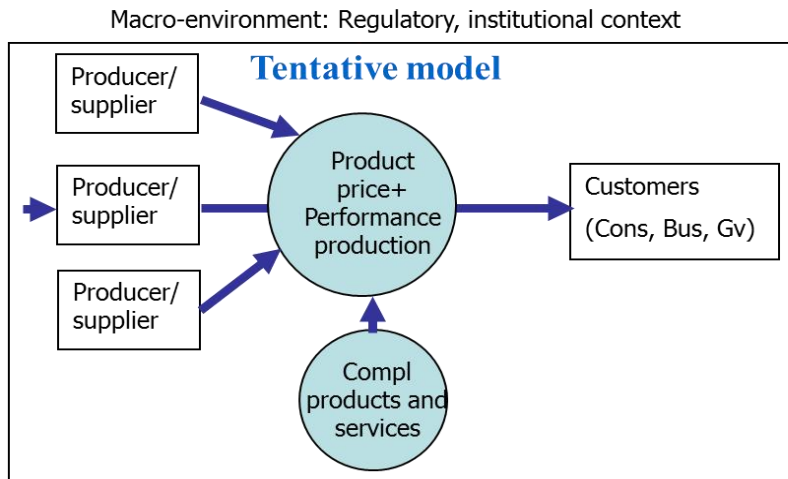 Macro-environment: Regulatory, institutional context
Tentative model
Producer/
supplier
Producer/
supplier
Producer/
supplier
Product
price+
Performance
production
Customers
(Cons, Bus, Gv)
Compl
products and
services